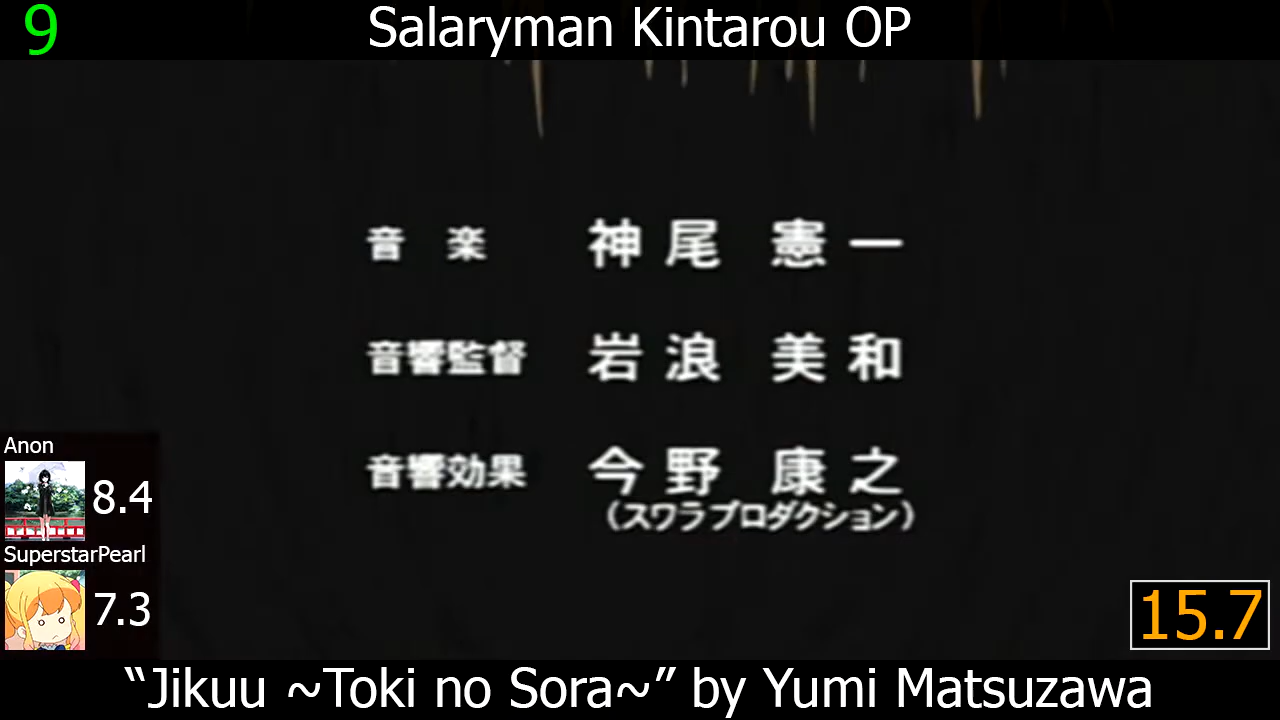 9
Salaryman Kintarou OP
音 楽 神尾 憲一
音響監督 岩浪 美和
音響効果 今野 康之
(スワラプロダクション)
Anon
8.4
SuperstarPearl
7.3
15.7
“Jikuu ~Toki no Sora~” by Yumi Matsuzawa